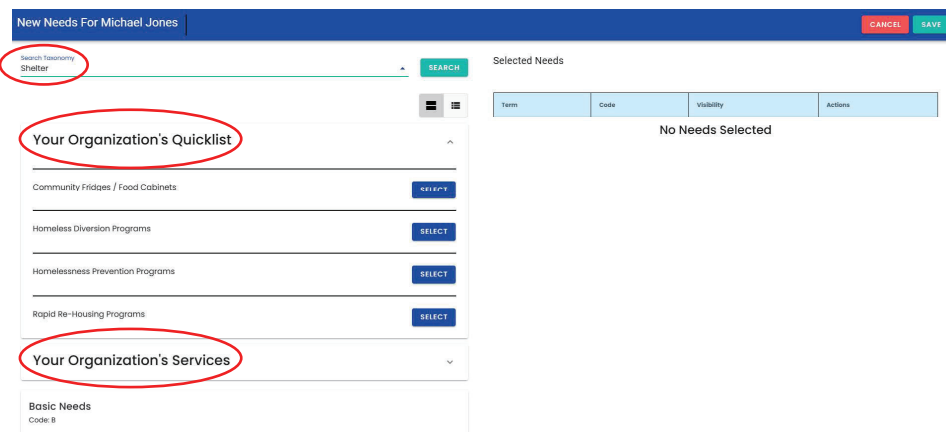 New Needs For Michael Jones
CANCEL
SAVE
Search Taxonomy
Shelter
SEARCH
Your Organization's Quicklist
Community Fridges / Food Cabinets
SELECT
Homeless Diversion Programs
SELECT
Homelessness Prevention Programs
SELECT
Rapid Re-Housing Programs
SELECT
Your Organization's Services
Basic Needs
Code: B
Selected Needs
Term Code Visibility Actions
No Needs Selected